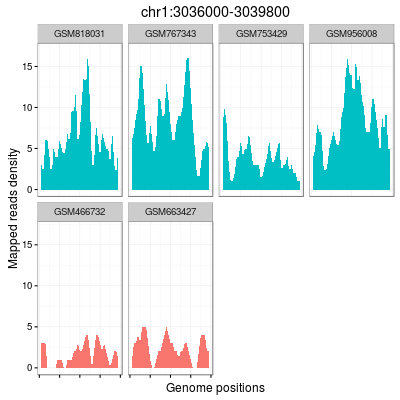 chr1:3036000-3039800
GSM818031 GSM767343 GSM753429 GSM956008
15
10
5
0
Mapped reads density
GSM466732 GSM663427
15
10
5
0
Genome positions